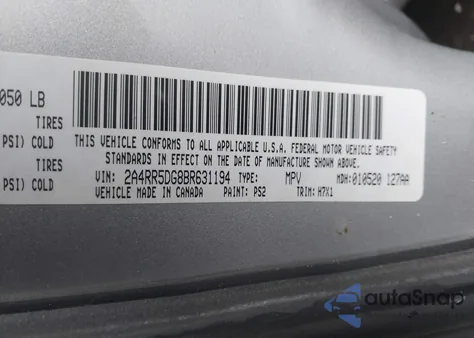 050 LB
TIRES
PSI) COLD
TIRES
PSI) COLD
THIS VEHICLE CONFORMS TO ALL APPLICABLE U.S.A. FEDERAL MOTOR VEHICLE SAFETY
STANDARDS IN EFFECT ON THE DATE OF MANUFACTURE SHOWN ABOVE.
VIN: 2A4RR5DG8BR631194 TYPE: MPV MDH: 010520 127AA
VEHICLE MADE IN CANADA PAINT: PS2 TRIM: H7X1
autoSnap